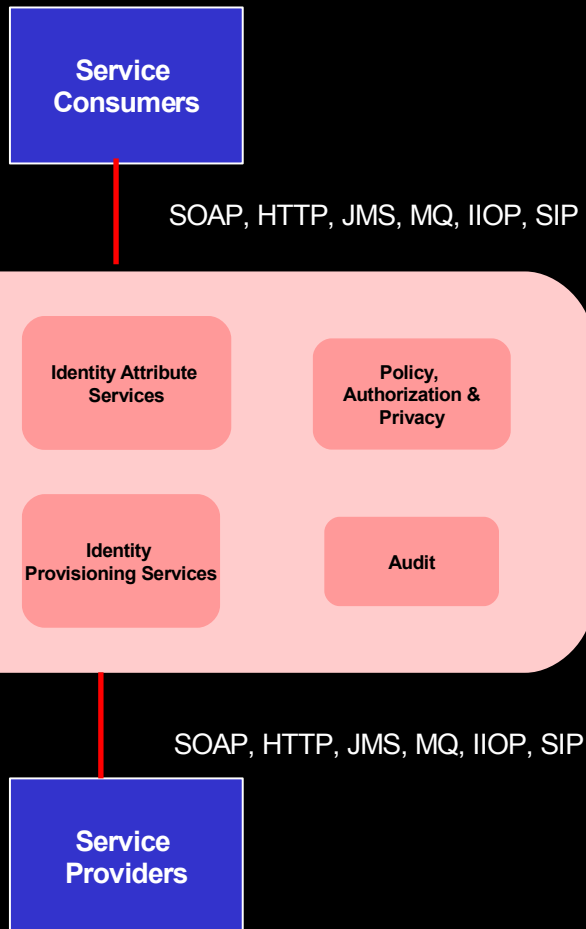 Service
Consumers
SOAP, HTTP, JMS, MQ, IIOP, SIP
Identity Attribute
Services
Policy,
Authorization &
Privacy
Identity
Provisioning Services
Audit
SOAP, HTTP, JMS, MQ, IIOP, SIP
Service
Providers